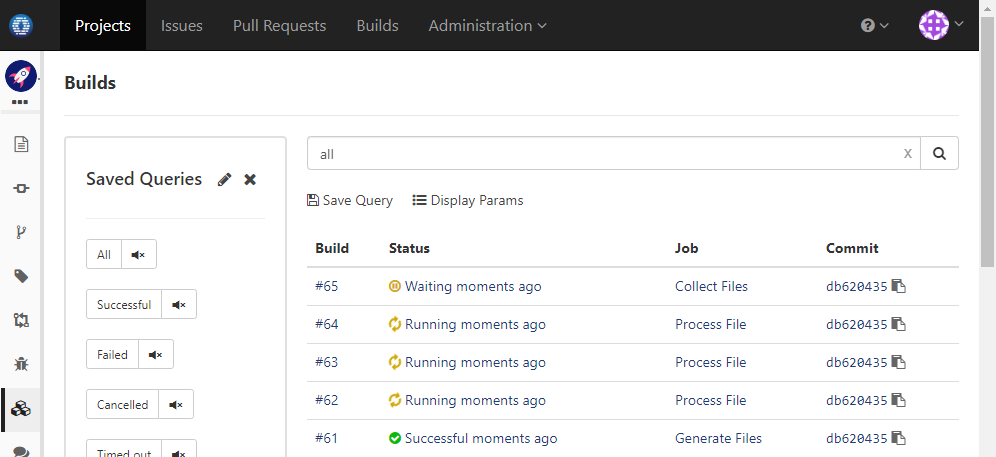 Projects Issues Pull Requests Builds Administration
Builds
Saved Queries
All
Successful
Failed
Cancelled
Timed out
all X
Save Query Display Params
Build Status Job Commit
#65 Waiting moments ago Collect Files db620435
#64 Running moments ago Process File db620435
#63 Running moments ago Process File db620435
#62 Running moments ago Process File db620435
#61 Successful moments ago Generate Files db620435